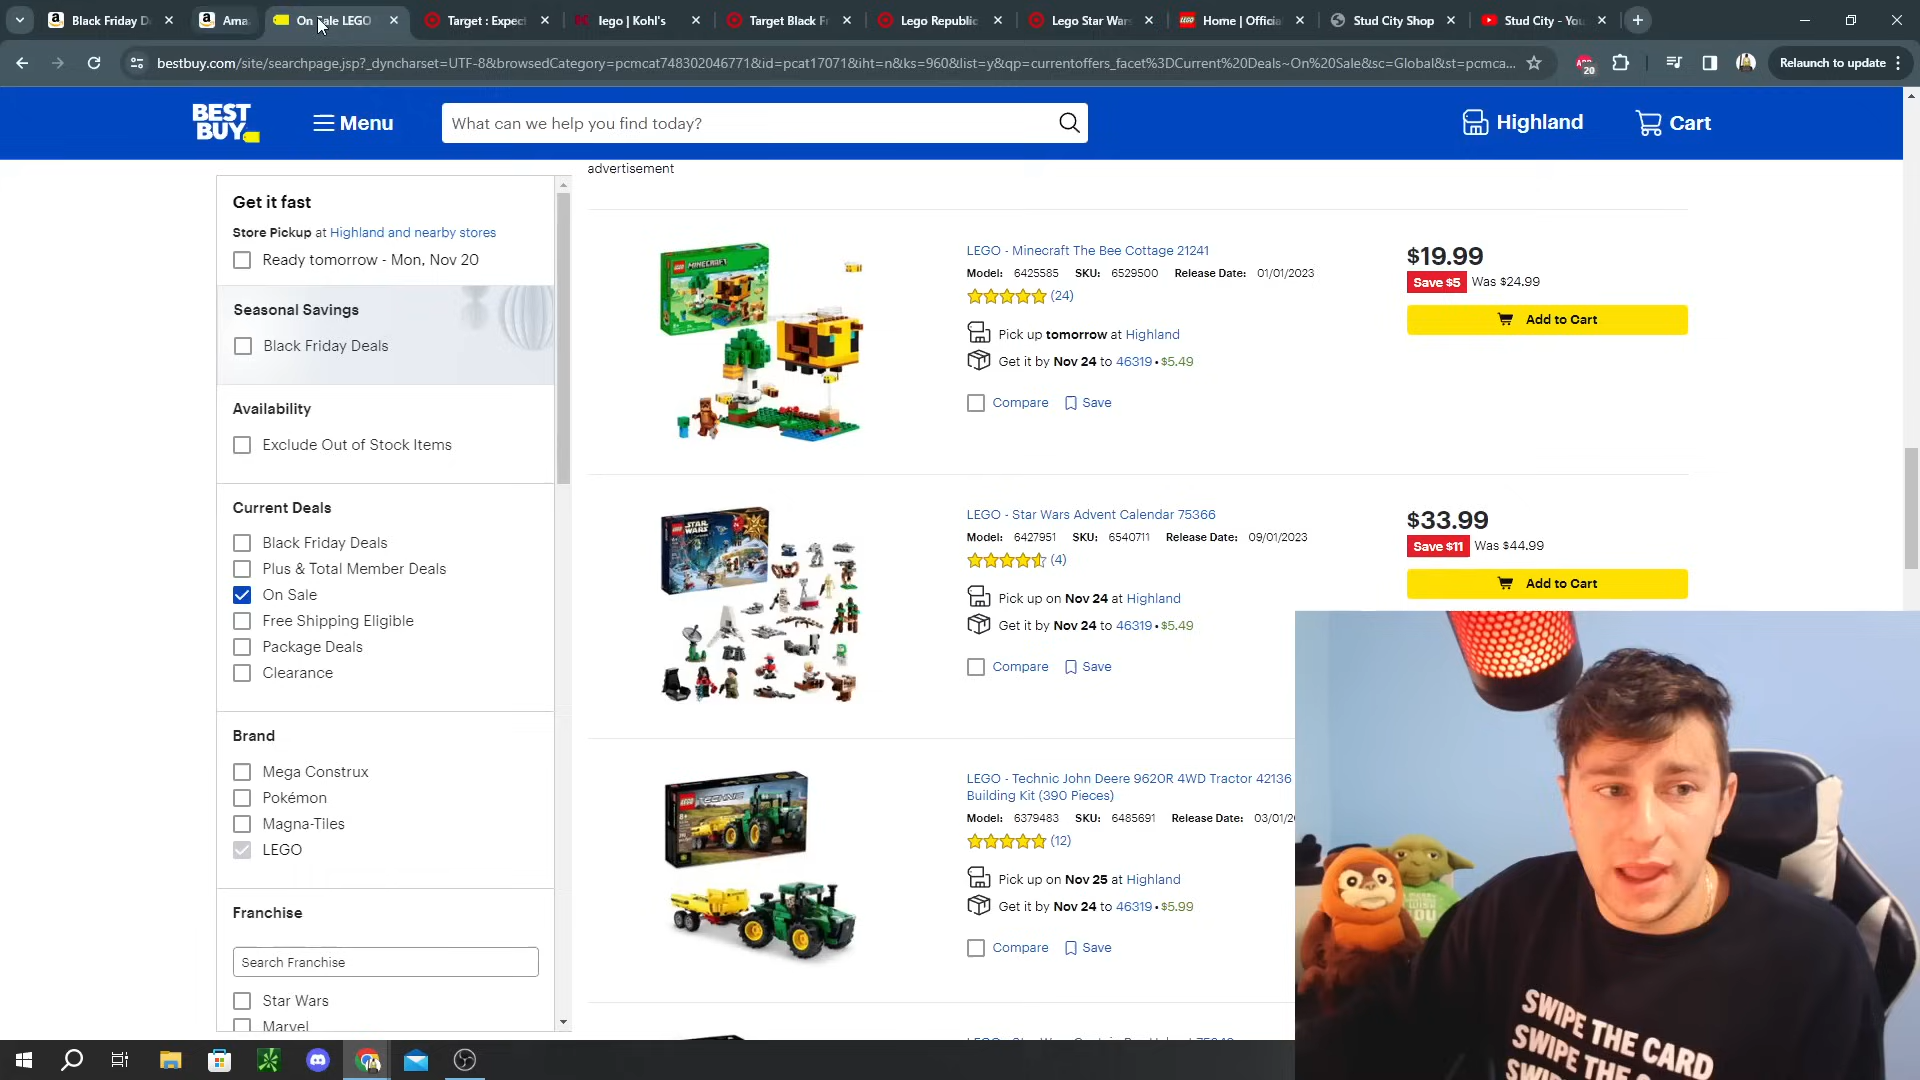 Black Friday D
Ama
On Sale LEGO
Target : Expec
lego | Kohl's
Target Black Fr
Lego Republic
Lego Star Wars
Home | Officia
Stud City Shop
Stud City - You
bestbuy.com/site/searchpage.jsp?_dyncharset=UTF-8&browsedCategory=pcmcat748302046771&id=pcat17071&iht=n&ks=960&list=y&qp=currentoffers_facet%3DCurrent%20Deals~On%20Sale&sc=Global&st=pcmca...
20
Relaunch to update
BEST
BUY
Menu
What can we help you find today?
Highland
Cart
advertisement
Get it fast
Store Pickup at Highland and nearby stores
Ready tomorrow - Mon, Nov 20
Seasonal Savings
Black Friday Deals
Availability
Exclude Out of Stock Items
Current Deals
Black Friday Deals
Plus & Total Member Deals
On Sale
Free Shipping Eligible
Package Deals
Clearance
Brand
Mega Construx
Pokémon
Magna-Tiles
LEGO
Franchise
Search Franchise
Star Wars
Marvel
LEGO - Minecraft The Bee Cottage 21241
Model: 6425585 SKU: 6529500 Release Date: 01/01/2023
(24)
Pick up tomorrow at Highland
Get it by Nov 24 to 46319 • $5.49
Compare Save
$19.99
Save $5 Was $24.99
Add to Cart
LEGO - Star Wars Advent Calendar 75366
Model: 6427951 SKU: 6540711 Release Date: 09/01/2023
(4)
Pick up on Nov 24 at Highland
Get it by Nov 24 to 46319 • $5.49
Compare Save
$33.99
Save $11 Was $44.99
Add to Cart
LEGO - Technic John Deere 9620R 4WD Tractor 42136
Building Kit (390 Pieces)
Model: 6379483 SKU: 6485691 Release Date: 03/01/2
(12)
Pick up on Nov 25 at Highland
Get it by Nov 24 to 46319 • $5.99
Compare Save
MINECRAFT
STAR WARS
TECHNIC
SWIPE THE CARD
SWIPE THE CARD